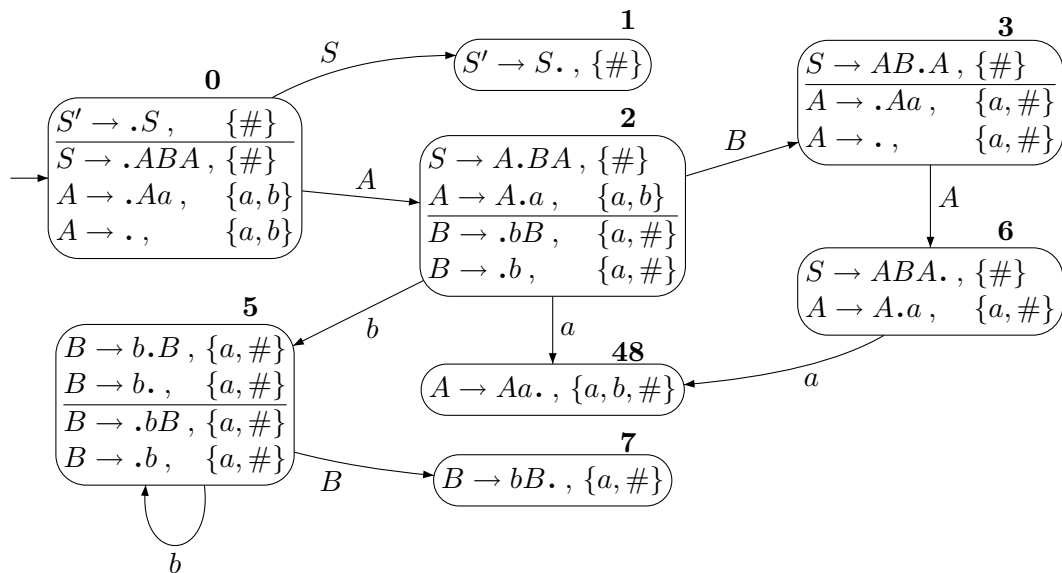 0
S′ → .S , {#}
S → .ABA , {#}
A → .Aa , {a, b}
A → . , {a, b}
S
1
S′ → S. , {#}
A
2
S → A.BA , {#}
A → A.a , {a, b}
B → .bB , {a, #}
B → .b , {a, #}
B
3
S → AB.A , {#}
A → .Aa , {a, #}
A → . , {a, #}
A
6
S → ABA. , {#}
A → A.a , {a, #}
b
a
a
5
B → b.B , {a, #}
B → b. , {a, #}
B → .bB , {a, #}
B → .b , {a, #}
48
A → Aa. , {a, b, #}
B
7
B → bB. , {a, #}
b